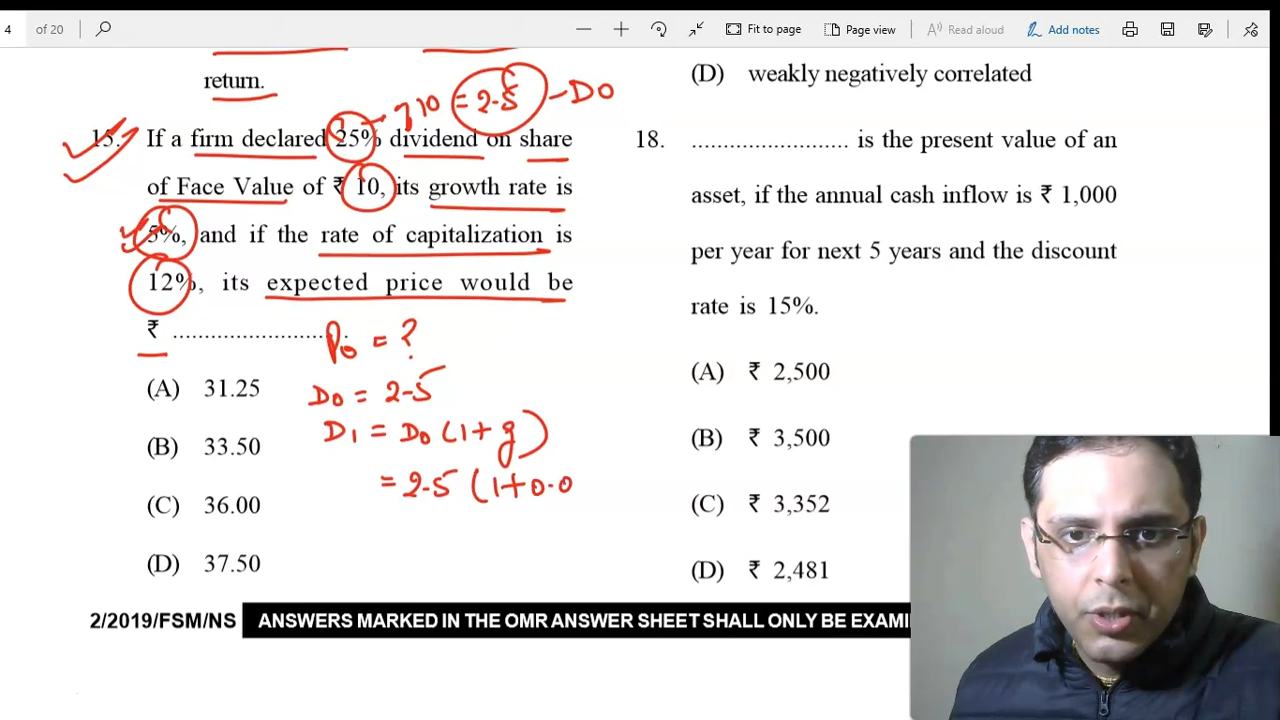 4 of 20 Fit to page Page view Read aloud Add notes
return.
of 10 = 2.5 - D0
15. If a firm declared 25% dividend on share
of Face Value of ₹ 10, its growth rate is
5%, and if the rate of capitalization is
12%, its expected price would be
₹ ........................
P0 = ?
(A) 31.25
D0 = 2.5
D1 = D0 (1+g)
(B) 33.50
= 2.5 (1+0.0
(C) 36.00
(D) 37.50
(D) weakly negatively correlated
18. ........................ is the present value of an
asset, if the annual cash inflow is ₹ 1,000
per year for next 5 years and the discount
rate is 15%.
(A) ₹ 2,500
(B) ₹ 3,500
(C) ₹ 3,352
(D) ₹ 2,481
2/2019/FSM/NS ANSWERS MARKED IN THE OMR ANSWER SHEET SHALL ONLY BE EXAMI